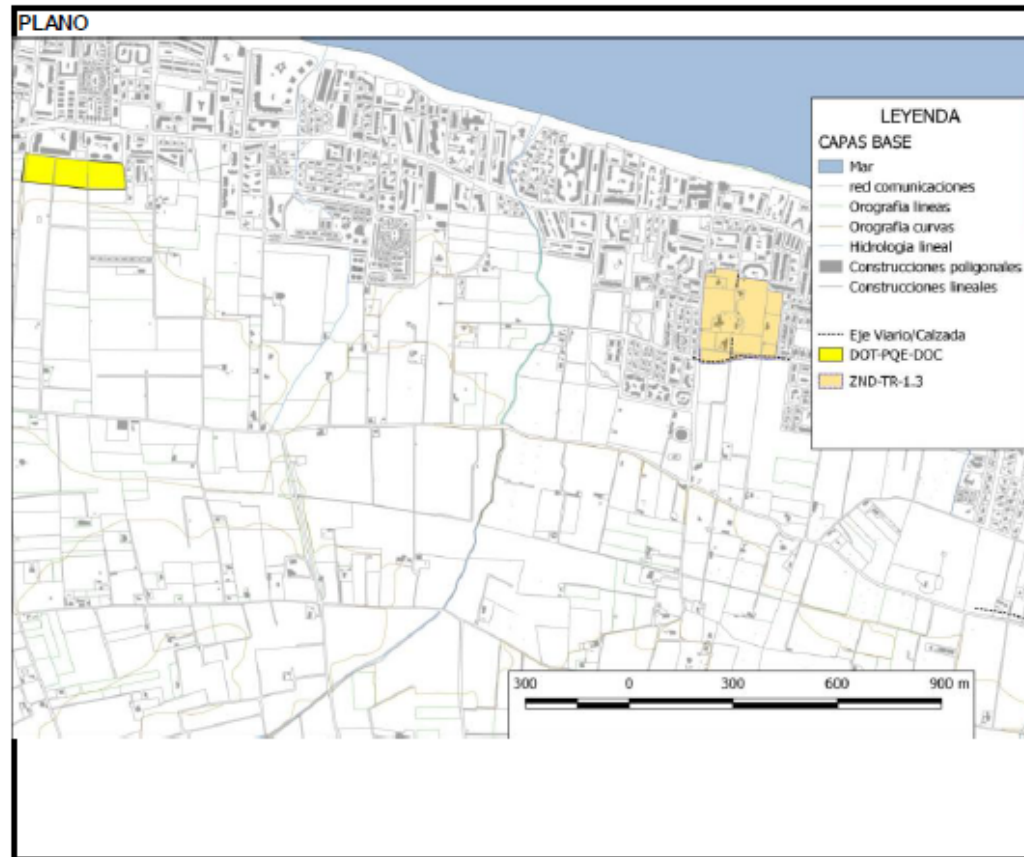 PLANO
LEYENDA
CAPAS BASE
Mar
red comunicaciones
Orografia lineas
Orografia curvas
Hidrologia lineal
Construcciones poligonales
Construcciones lineales
Eje Viario/Calzada
DOT-PQE-DOC
ZND-TR-1.3
300 0 300 600 900 m